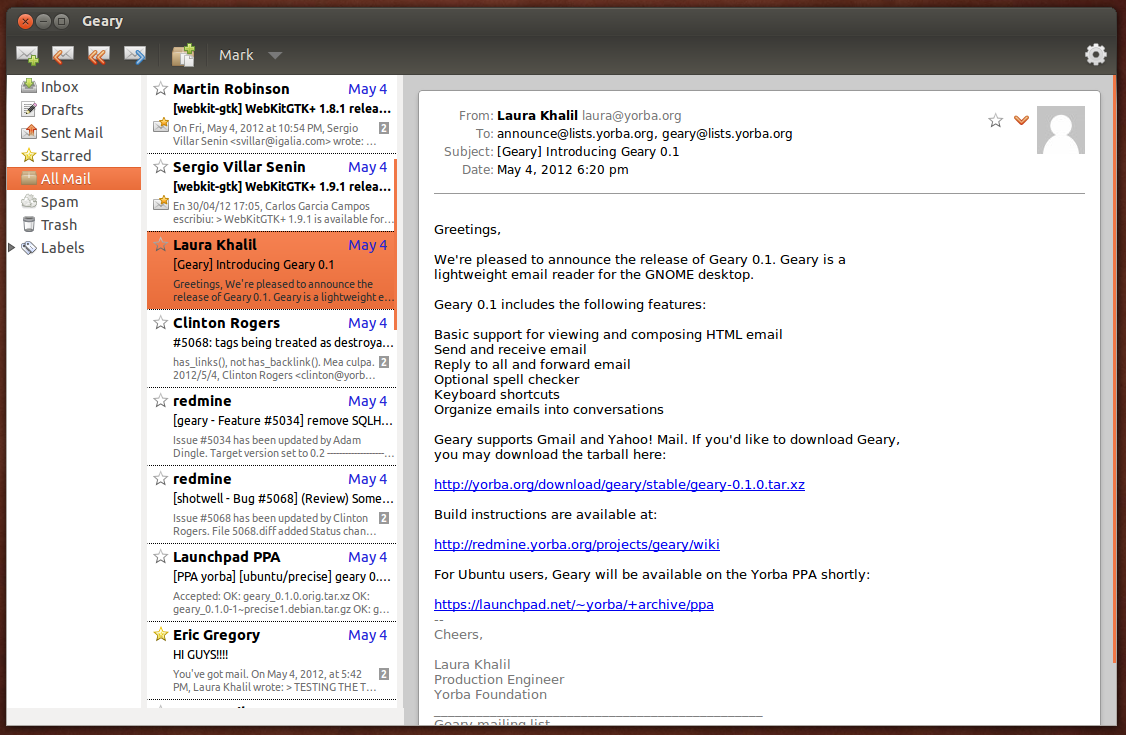 Geary
Mark
Inbox
Drafts
Sent Mail
Starred
All Mail
Spam
Trash
Labels
Martin Robinson May 4
[webkit-gtk] WebKitGTK+ 1.8.1 relea...
On Fri, May 4, 2012 at 10:54 PM, Sergio 2
Villar Senin <svillar@igalia.com> wrote: ...
Sergio Villar Senin May 4
[webkit-gtk] WebKitGTK+ 1.9.1 relea...
En 30/04/12 17:05, Carlos Garcia Campos
escribiu: > WebKitGTK+ 1.9.1 is available for...
Laura Khalil May 4
[Geary] Introducing Geary 0.1
Greetings, We're pleased to announce the
release of Geary 0.1. Geary is a lightweight e...
Clinton Rogers May 4
#5068: tags being treated as destroya...
has_links(), not has_backlink(). Mea culpa. 2
2012/5/4, Clinton Rogers <clinton@yorb...
redmine May 4
[geary - Feature #5034] remove SQLH...
Issue #5034 has been updated by Adam
Dingle. Target version set to 0.2 ----------------...
redmine May 4
[shotwell - Bug #5068] (Review) Some...
Issue #5068 has been updated by Clinton 2
Rogers. File 5068.diff added Status chan...
Launchpad PPA May 4
[PPA yorba] [ubuntu/precise] geary 0....
Accepted: OK: geary_0.1.0.orig.tar.xz OK:
geary_0.1.0-1~precise1.debian.tar.gz OK: g...
Eric Gregory May 4
HI GUYS!!!!
You've got mail. On May 4, 2012, at 5:42 2
PM, Laura Khalil wrote: > TESTING THE T...
From: Laura Khalil laura@yorba.org
To: announce@lists.yorba.org, geary@lists.yorba.org
Subject: [Geary] Introducing Geary 0.1
Date: May 4, 2012 6:20 pm
Greetings,
We're pleased to announce the release of Geary 0.1. Geary is a
lightweight email reader for the GNOME desktop.
Geary 0.1 includes the following features:
Basic support for viewing and composing HTML email
Send and receive email
Reply to all and forward email
Optional spell checker
Keyboard shortcuts
Organize emails into conversations
Geary supports Gmail and Yahoo! Mail. If you'd like to download Geary,
you may download the tarball here:
http://yorba.org/download/geary/stable/geary-0.1.0.tar.xz
Build instructions are available at:
http://redmine.yorba.org/projects/geary/wiki
For Ubuntu users, Geary will be available on the Yorba PPA shortly:
https://launchpad.net/~yorba/+archive/ppa
--
Cheers,
Laura Khalil
Production Engineer
Yorba Foundation
Geary mailing list